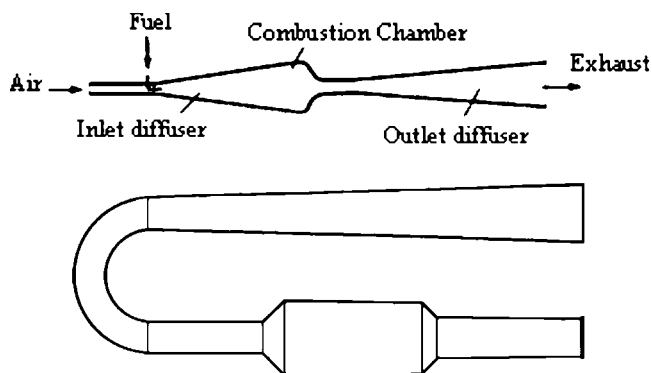 Fuel
Combustion Chamber
Air
Exhaust
Inlet diffuser
Outlet diffuser